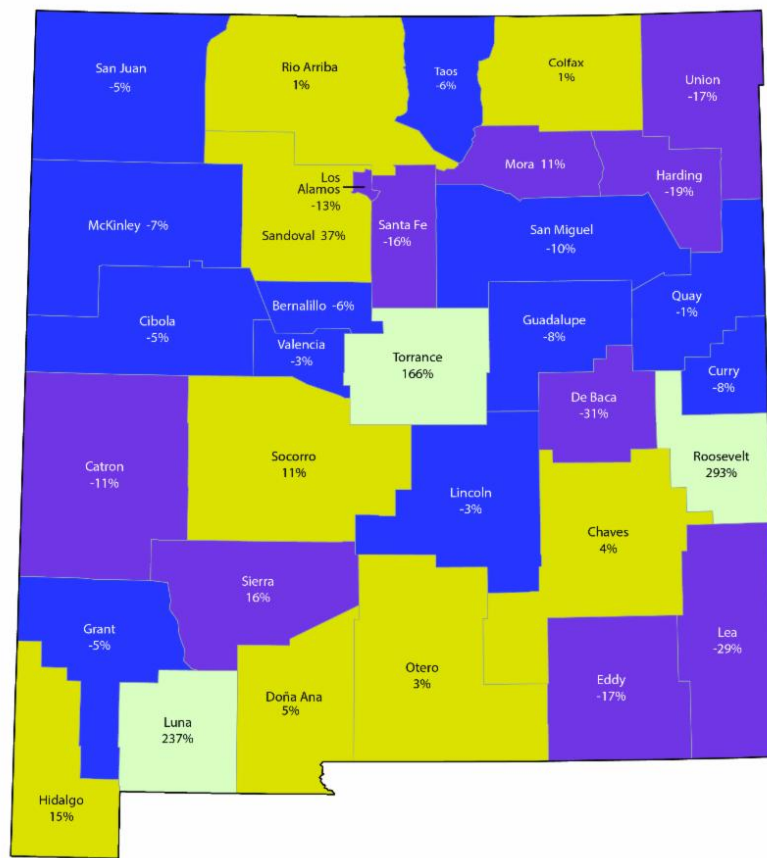 San Juan
-5%
Rio Arriba
1%
Taos
-6%
Colfax
1%
Union
-17%
Mora 11%
Harding
-19%
Los
Alamos
-13%
McKinley -7%
Sandoval 37%
Santa Fe
-16%
San Miguel
-10%
Quay
-1%
Cibola
-5%
Bernalillo -6%
Valencia
-3%
Torrance
166%
Guadalupe
-8%
Curry
-8%
De Baca
-31%
Catron
-11%
Socorro
11%
Lincoln
-3%
Roosevelt
293%
Chaves
4%
Sierra
16%
Grant
-5%
Lea
-29%
Otero
3%
Eddy
-17%
Doña Ana
5%
Luna
237%
Hidalgo
15%